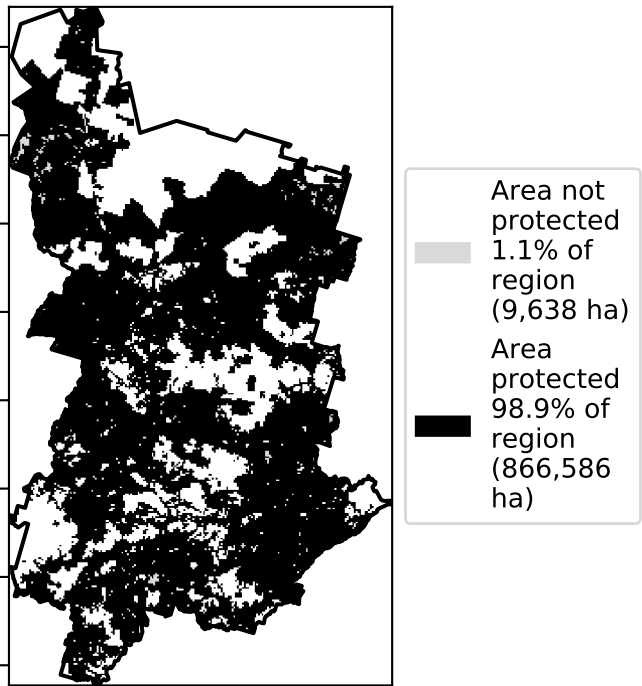 Area not
protected
1.1% of
region
(9,638 ha)
Area
protected
98.9% of
region
(866,586
ha)